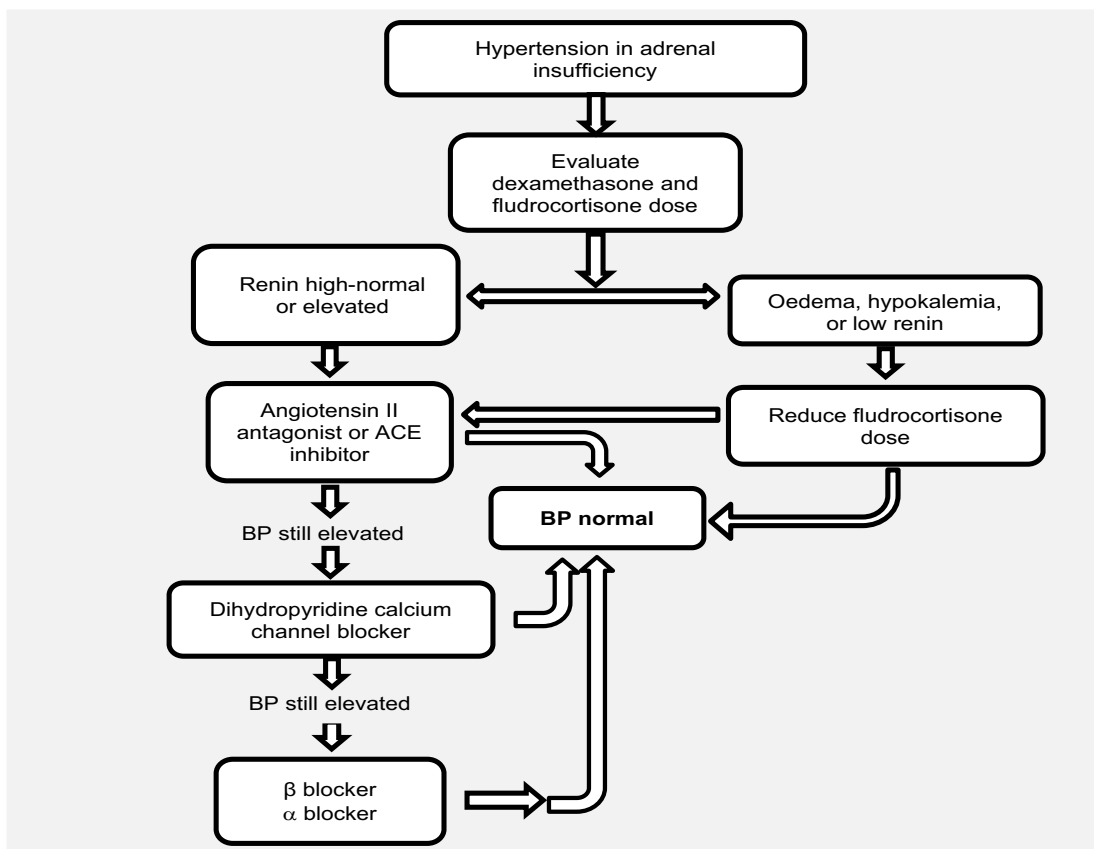 Hypertension in adrenal
insufficiency
Evaluate
dexamethasone and
fludrocortisone dose
Renin high-normal
or elevated
Oedema, hypokalemia,
or low renin
Angiotensin II
antagonist or ACE
inhibitor
Reduce fludrocortisone
dose
BP normal
BP still elevated
Dihydropyridine calcium
channel blocker
BP still elevated
β blocker
α blocker